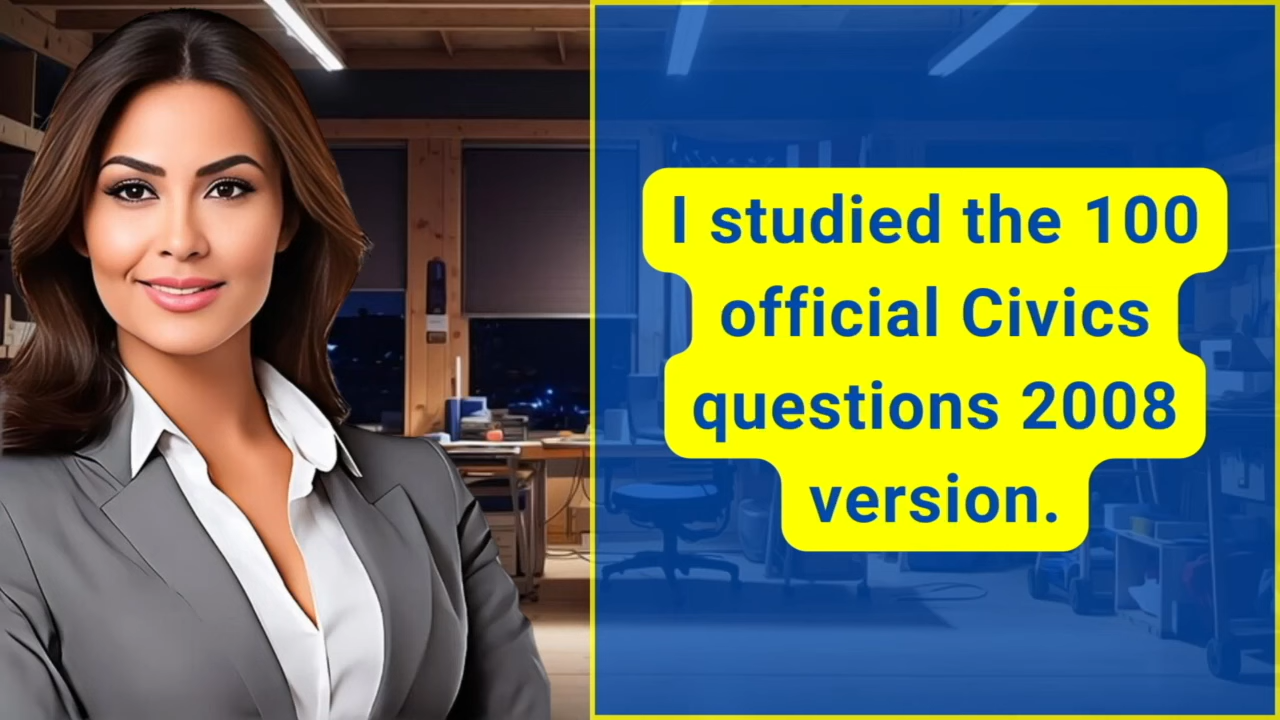 I studied the 100
official Civics
questions 2008
version.